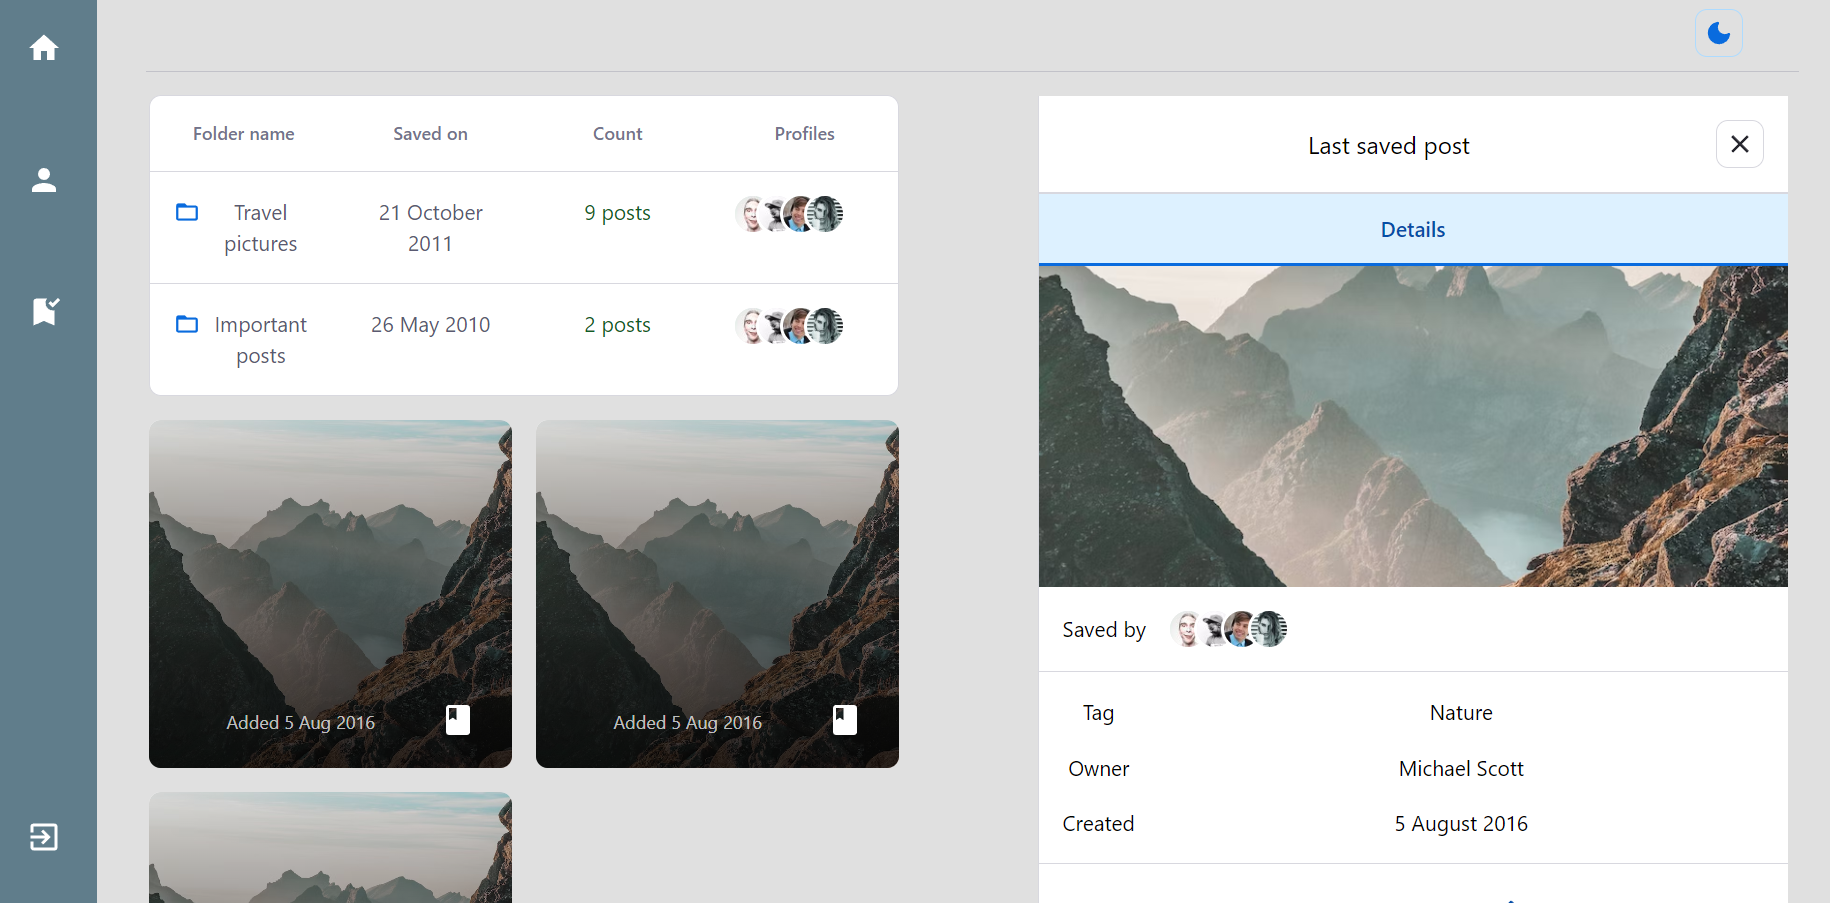 Folder name Saved on Count Profiles
Travel pictures 21 October 2011 9 posts
Important posts 26 May 2010 2 posts
Added 5 Aug 2016
Added 5 Aug 2016
Last saved post
Details
Saved by
Tag Nature
Owner Michael Scott
Created 5 August 2016